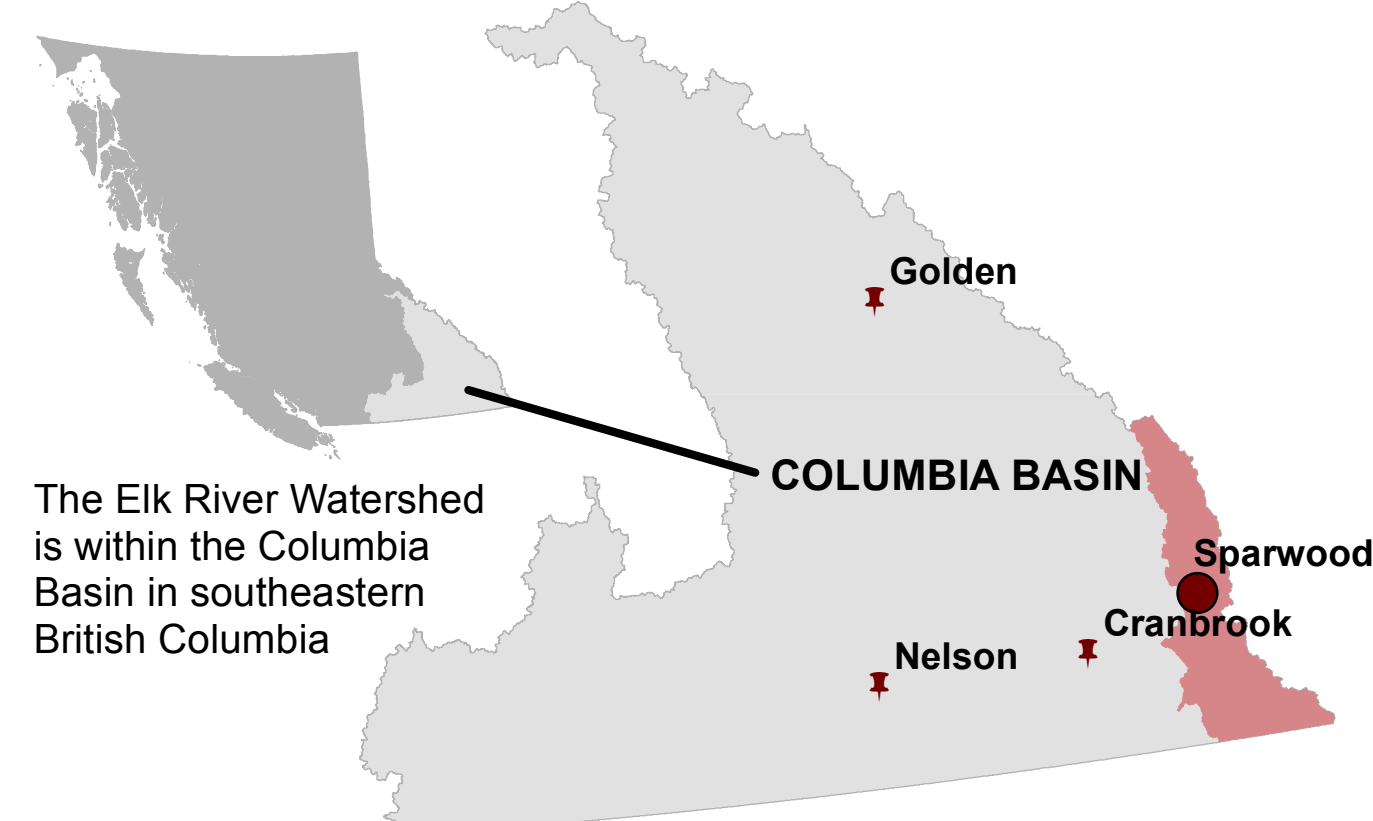 Golden
COLUMBIA BASIN
The Elk River Watershed
is within the Columbia
Basin in southeastern
British Columbia
Sparwood
Cranbrook
Nelson